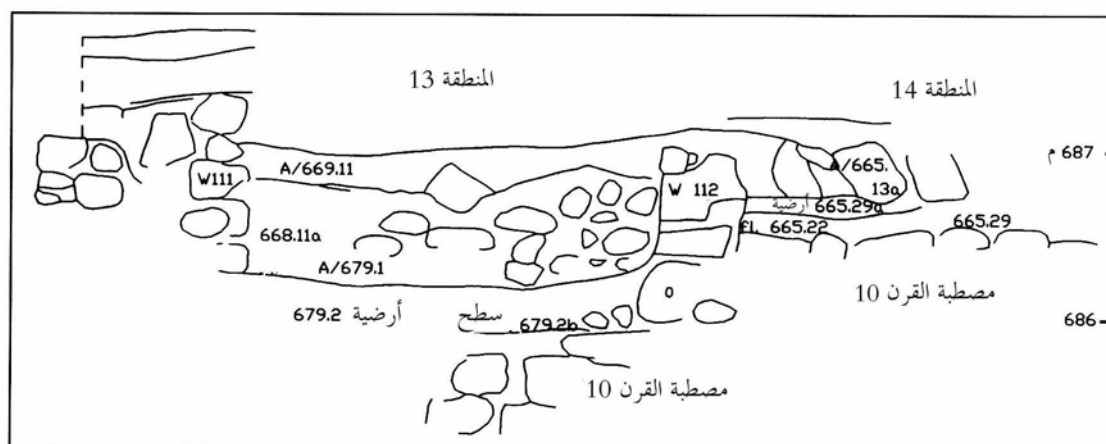 المنطقة 13
المنطقة 14
687 م
A/669.11
W111
W 112
A/665.
13a
أرضية 665.29a
fl. 665.22
665.29
668.11a
A/679.1
مصطبة القرن 10
679.2 أرضية
سطح 679.2b
O
686
مصطبة القرن 10